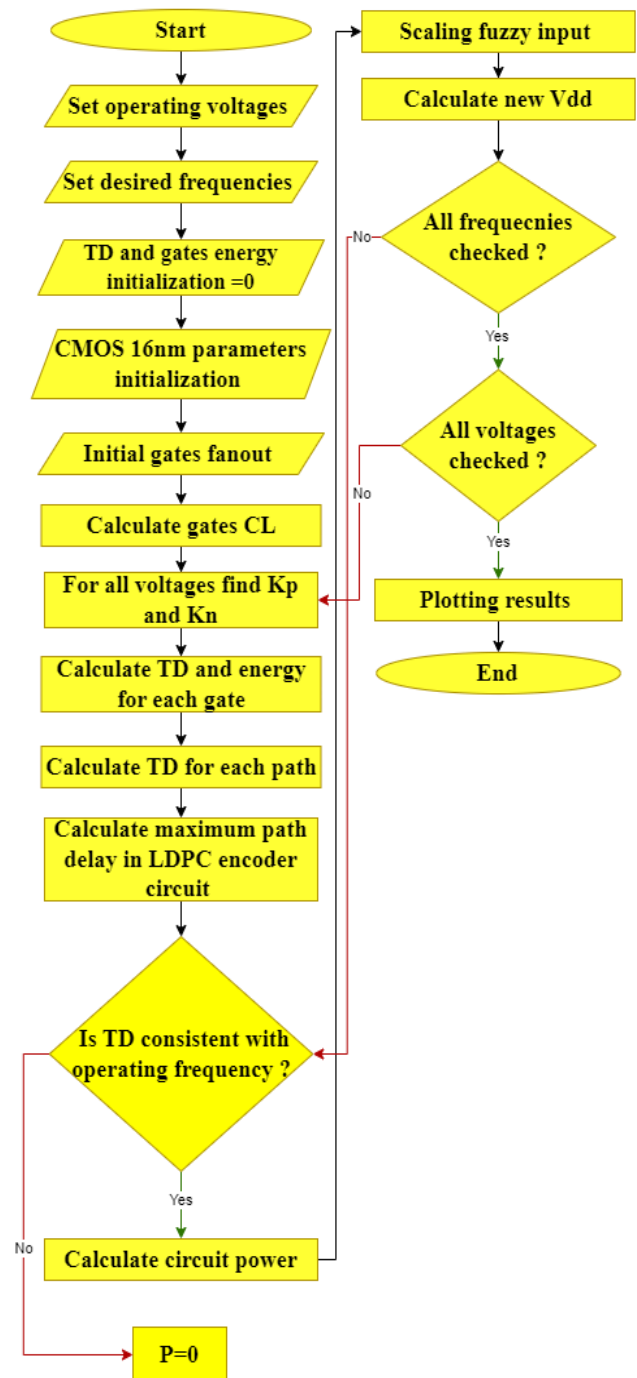 Start
Set operating voltages
Set desired frequencies
TD and gates energy
initialization =0
CMOS 16nm parameters
initialization
Initial gates fanout
Calculate gates CL
For all voltages find Kp
and Kn
Calculate TD and energy
for each gate
Calculate TD for each path
Calculate maximum path
delay in LDPC encoder
circuit
Is TD consistent with
operating frequency ?
Yes
No
Calculate circuit power
P=0
Scaling fuzzy input
Calculate new Vdd
All frequecnies
checked ?
No
Yes
All voltages
checked ?
No
Yes
Plotting results
End